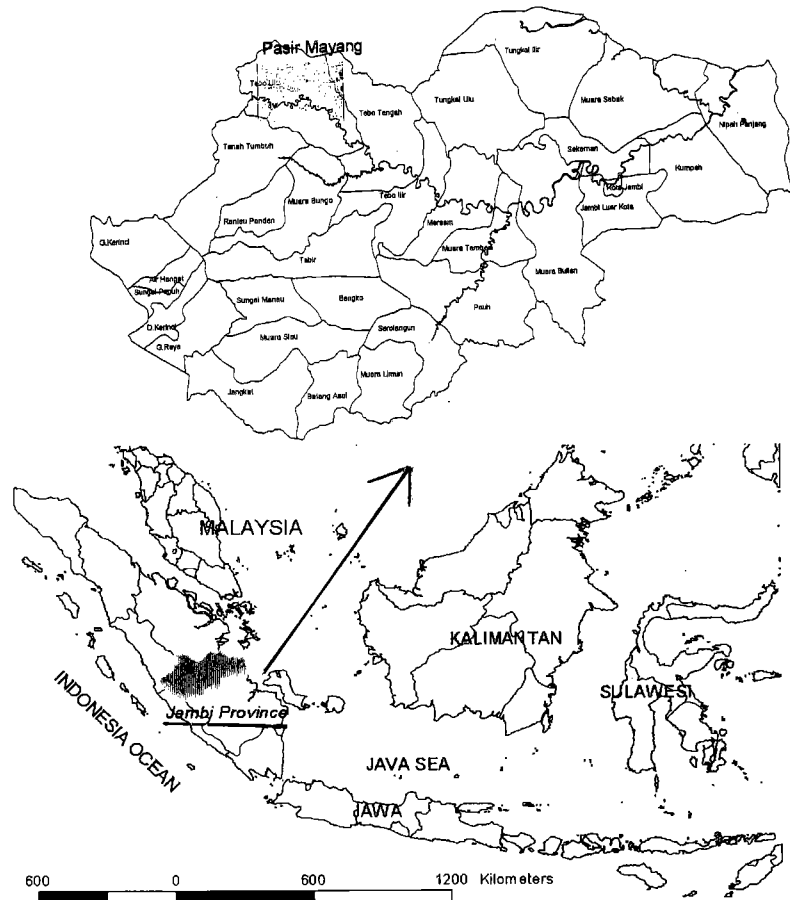 Pasir Mayang
Tebo Ulu
Tungkal Ilir
Tebo Tengah
Tungkal Ulu
Muara Sabak
Nipah Panjang
Tanah Tumbuh
Sekernan
Kumpeh
Kota Jambi
Jambi Luar Kota
Muara Bungo
Tebo Ilir
Rantau Pandan
Mersam
Muara Tembesi
G.Kerinci
Tabir
Muara Bulian
Air Hangat
Sungai Penuh
Sungai Manau
Bangko
Pauh
D.Kerinci
Sarolangun
Muara Siau
G.Raya
Muara Limun
Jangkat
Batang Asai
MALAYSIA
KALIMANTAN
SULAWESI
INDONESIA OCEAN
Jambi Province
JAVA SEA
JAWA
600 0 600 1200 Kilometers